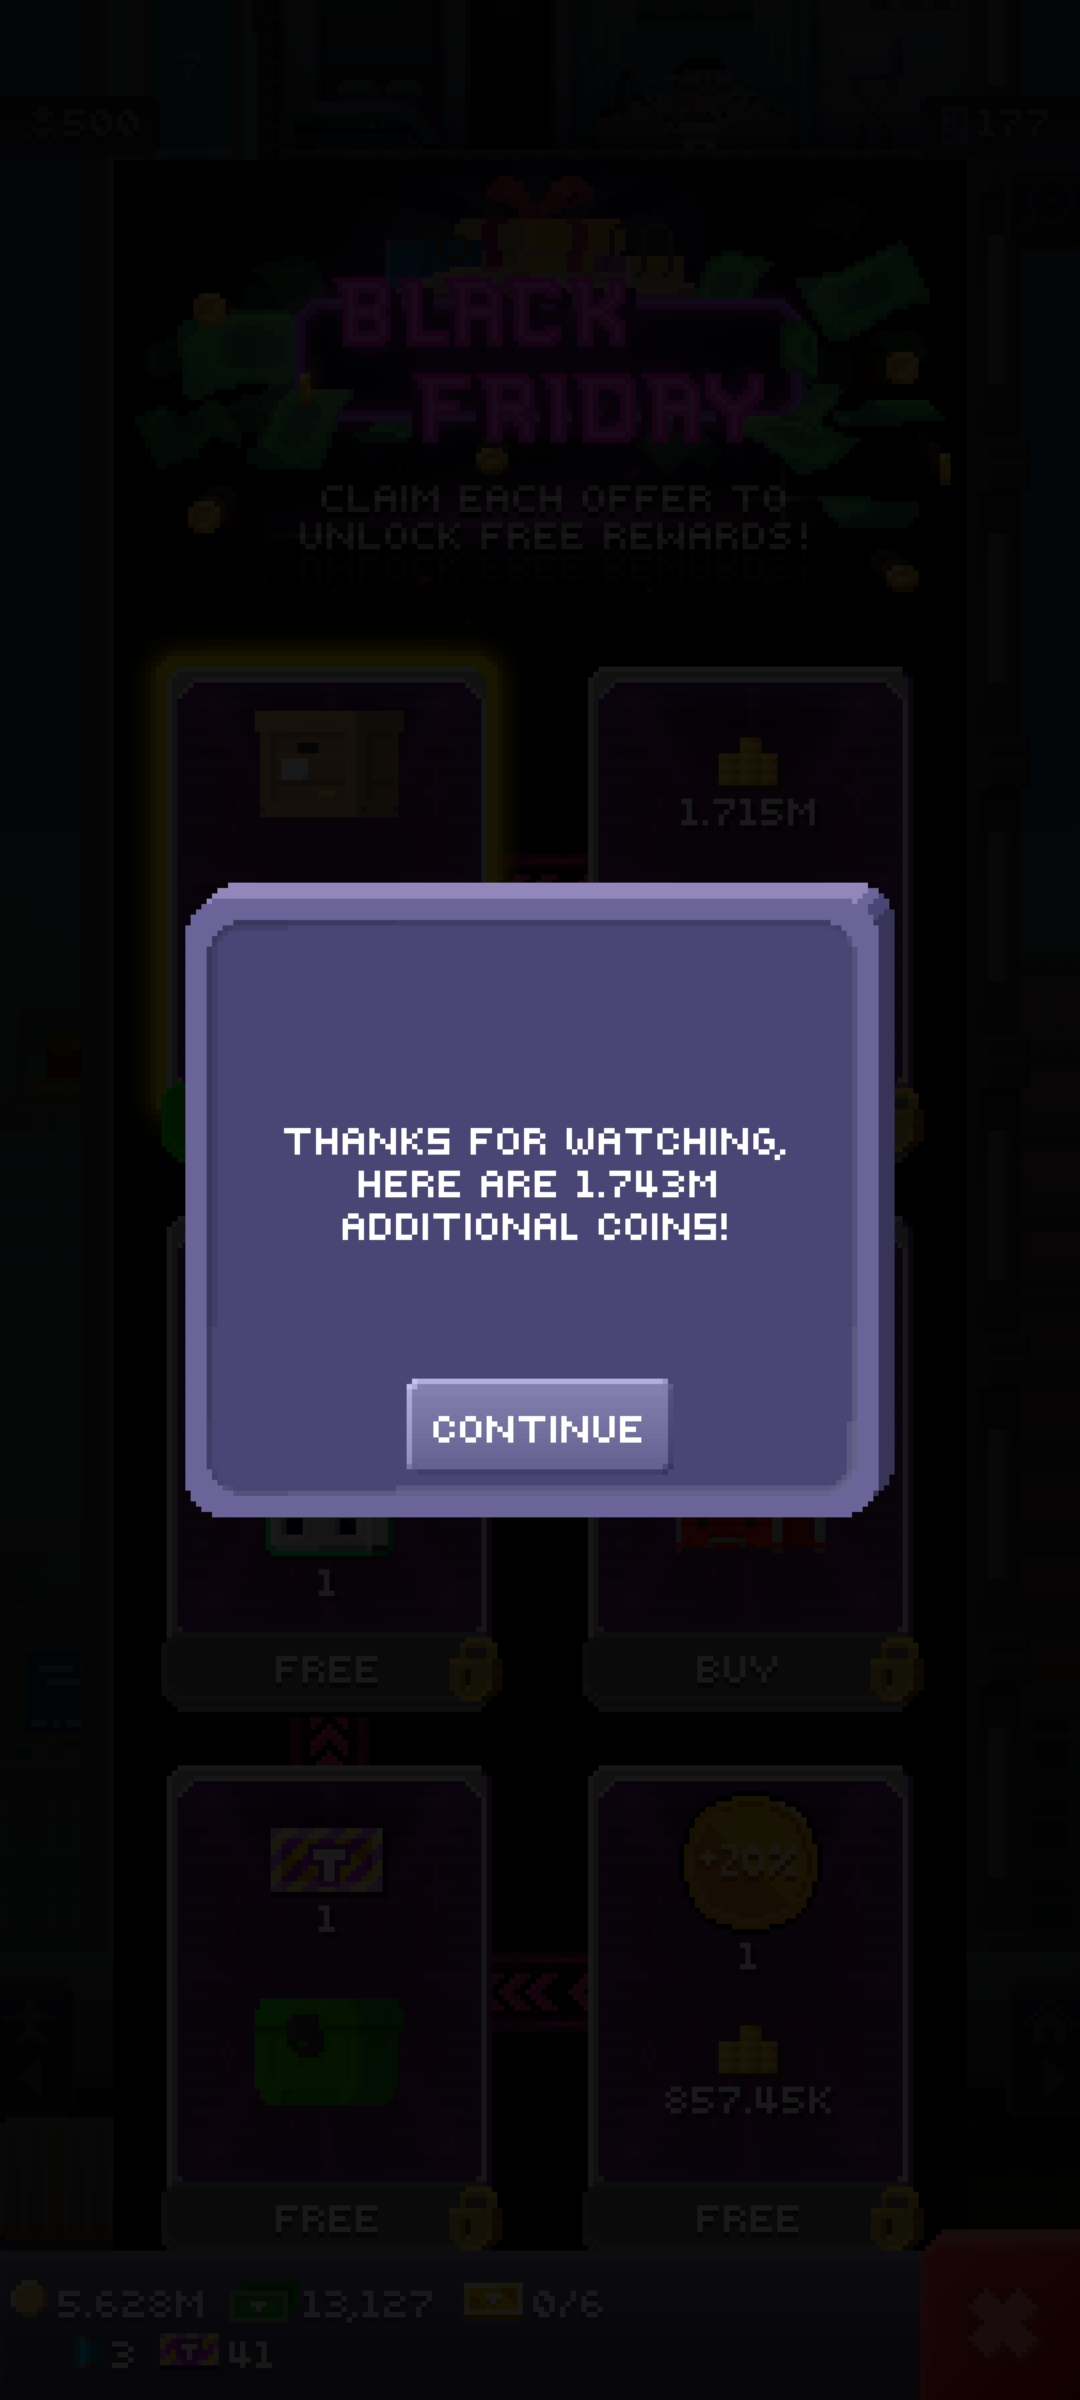 500
177
BLACK
FRIDAY
CLAIM EACH OFFER TO
UNLOCK FREE REWARDS!
1.715M
THANKS FOR WATCHING,
HERE ARE 1.743M
ADDITIONAL COINS!
CONTINUE
1
FREE
BUY
T
1
+20%
1
857.45K
FREE
FREE
5.628M
13,127
0/6
3
T
41